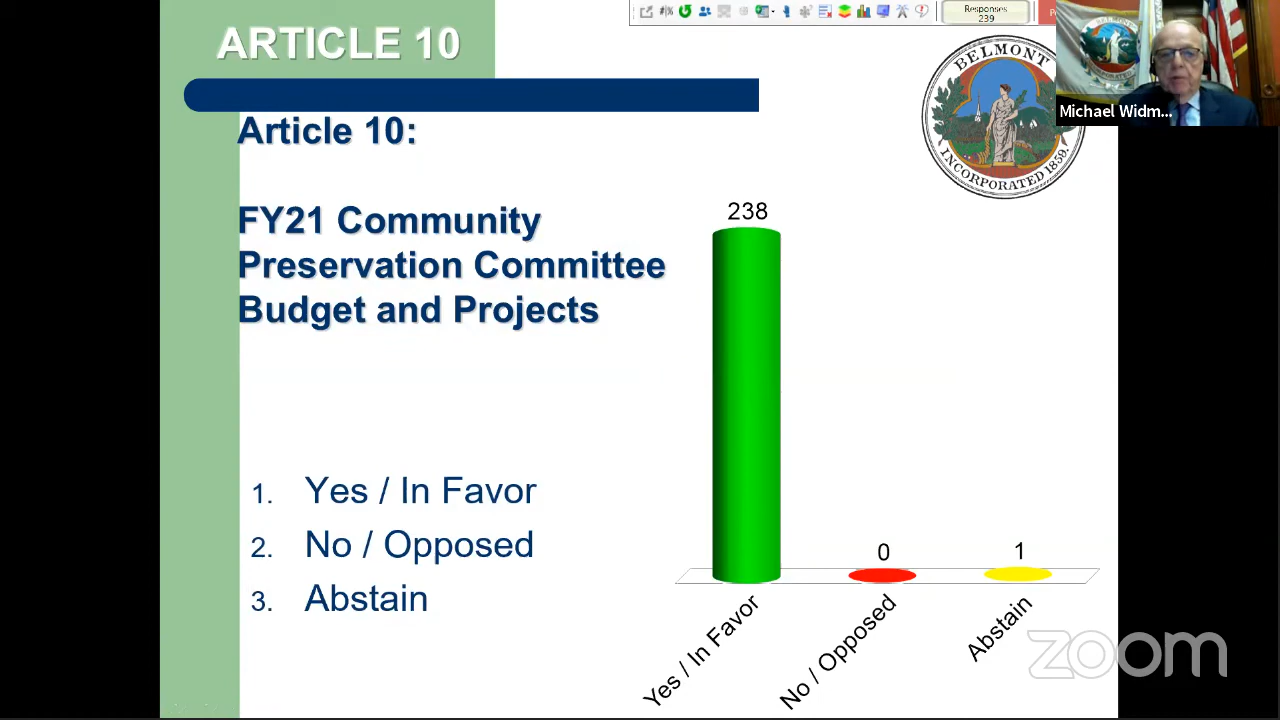 ARTICLE 10
Responses
239
BELMONT
INCORPORATED 1859.
Michael Widm...
Article 10:
FY21 Community
Preservation Committee
Budget and Projects
238
0
1
1. Yes / In Favor
2. No / Opposed
3. Abstain
Yes / In Favor
No / Opposed
Abstain
zoom